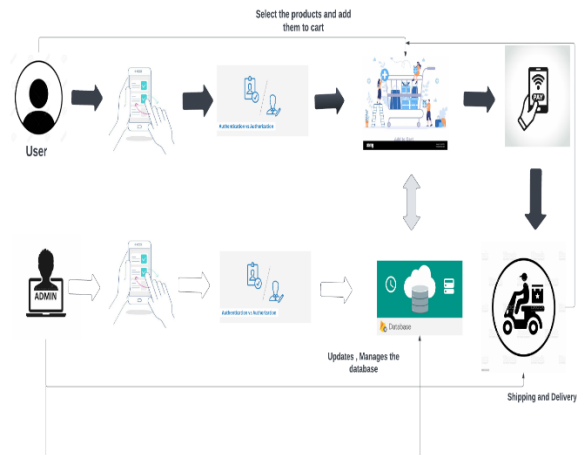 Select the products and add
them to cart
PAY
Authentication vs Authorization
User
ADMIN
Authentication vs Authorization
Database
Updates , Manages the
database
Shipping and Delivery